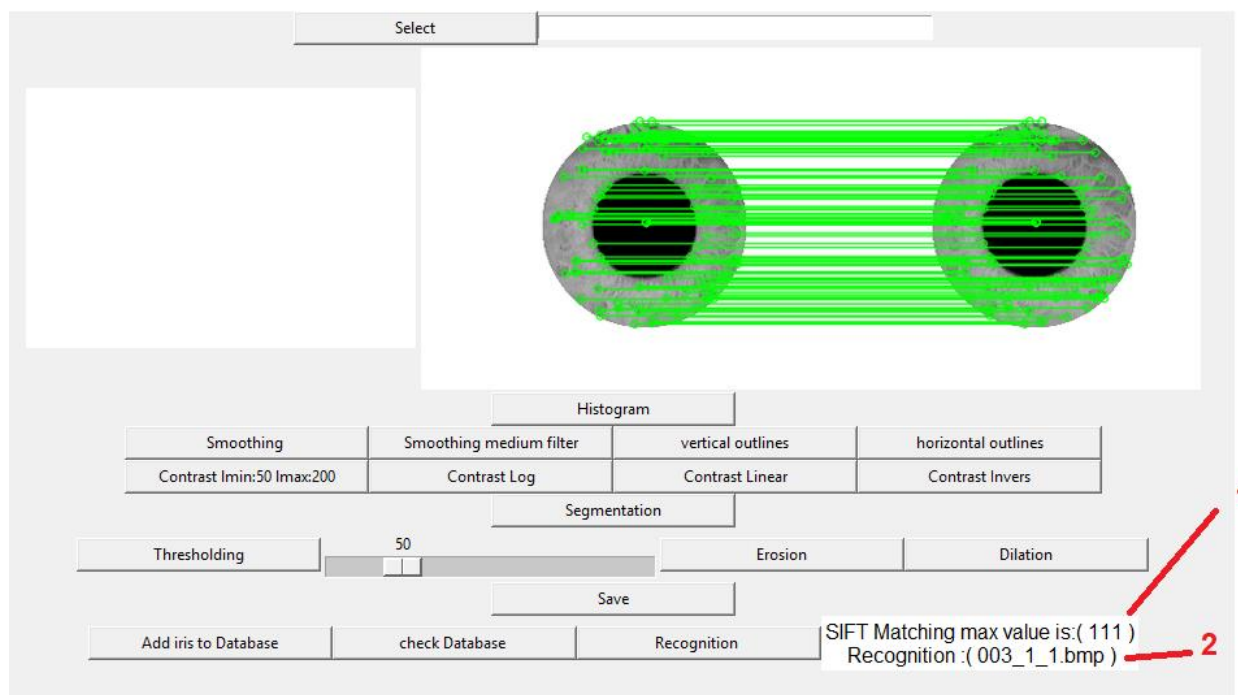 Select
Histogram
Smoothing Smoothing medium filter vertical outlines horizontal outlines
Contrast Imin:50 Imax:200 Contrast Log Contrast Linear Contrast Invers
Segmentation
50
Thresholding Erosion Dilation
Save
Add iris to Database check Database Recognition
SIFT Matching max value is:( 111 )
Recognition :( 003_1_1.bmp )
2